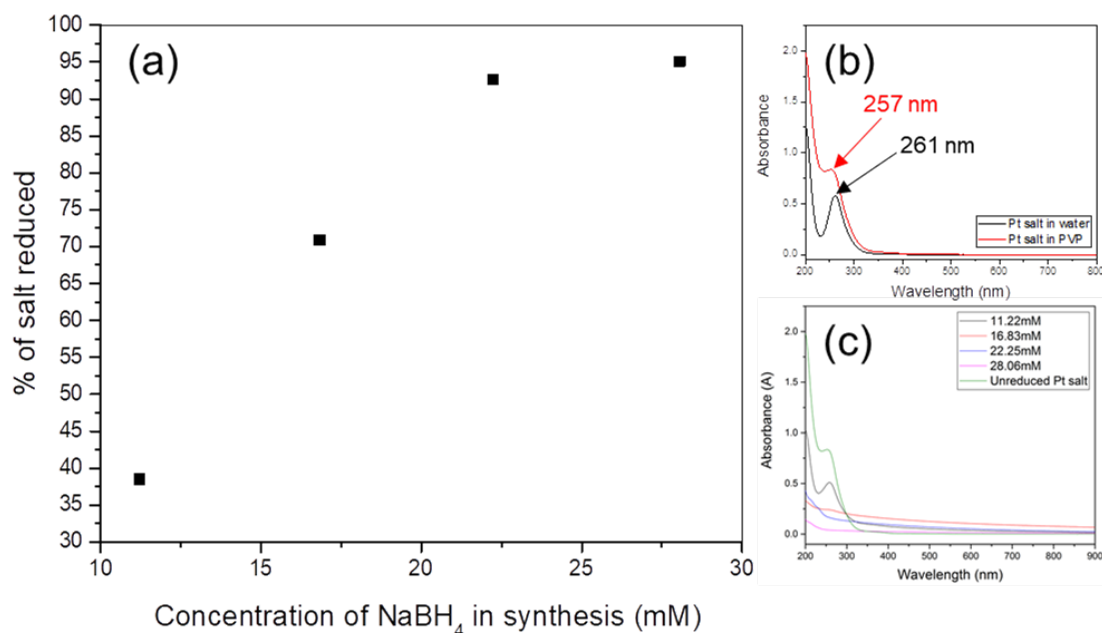 (a)
% of salt reduced
100
95
90
85
80
75
70
65
60
55
50
45
40
35
30
10
15
20
25
30
Concentration of NaBH₄ in synthesis (mM)
(b)
257 nm
261 nm
Absorbance
2.0
1.5
1.0
0.5
0.0
Pt salt in water
Pt salt in PVP
200
300
400
500
600
700
800
Wavelength (nm)
(c)
11.22mM
16.83mM
22.25mM
28.06mM
Unreduced Pt salt
Absorbance (A)
2.0
1.5
1.0
0.5
0.0
200
300
400
500
600
700
800
900
Wavelength (nm)